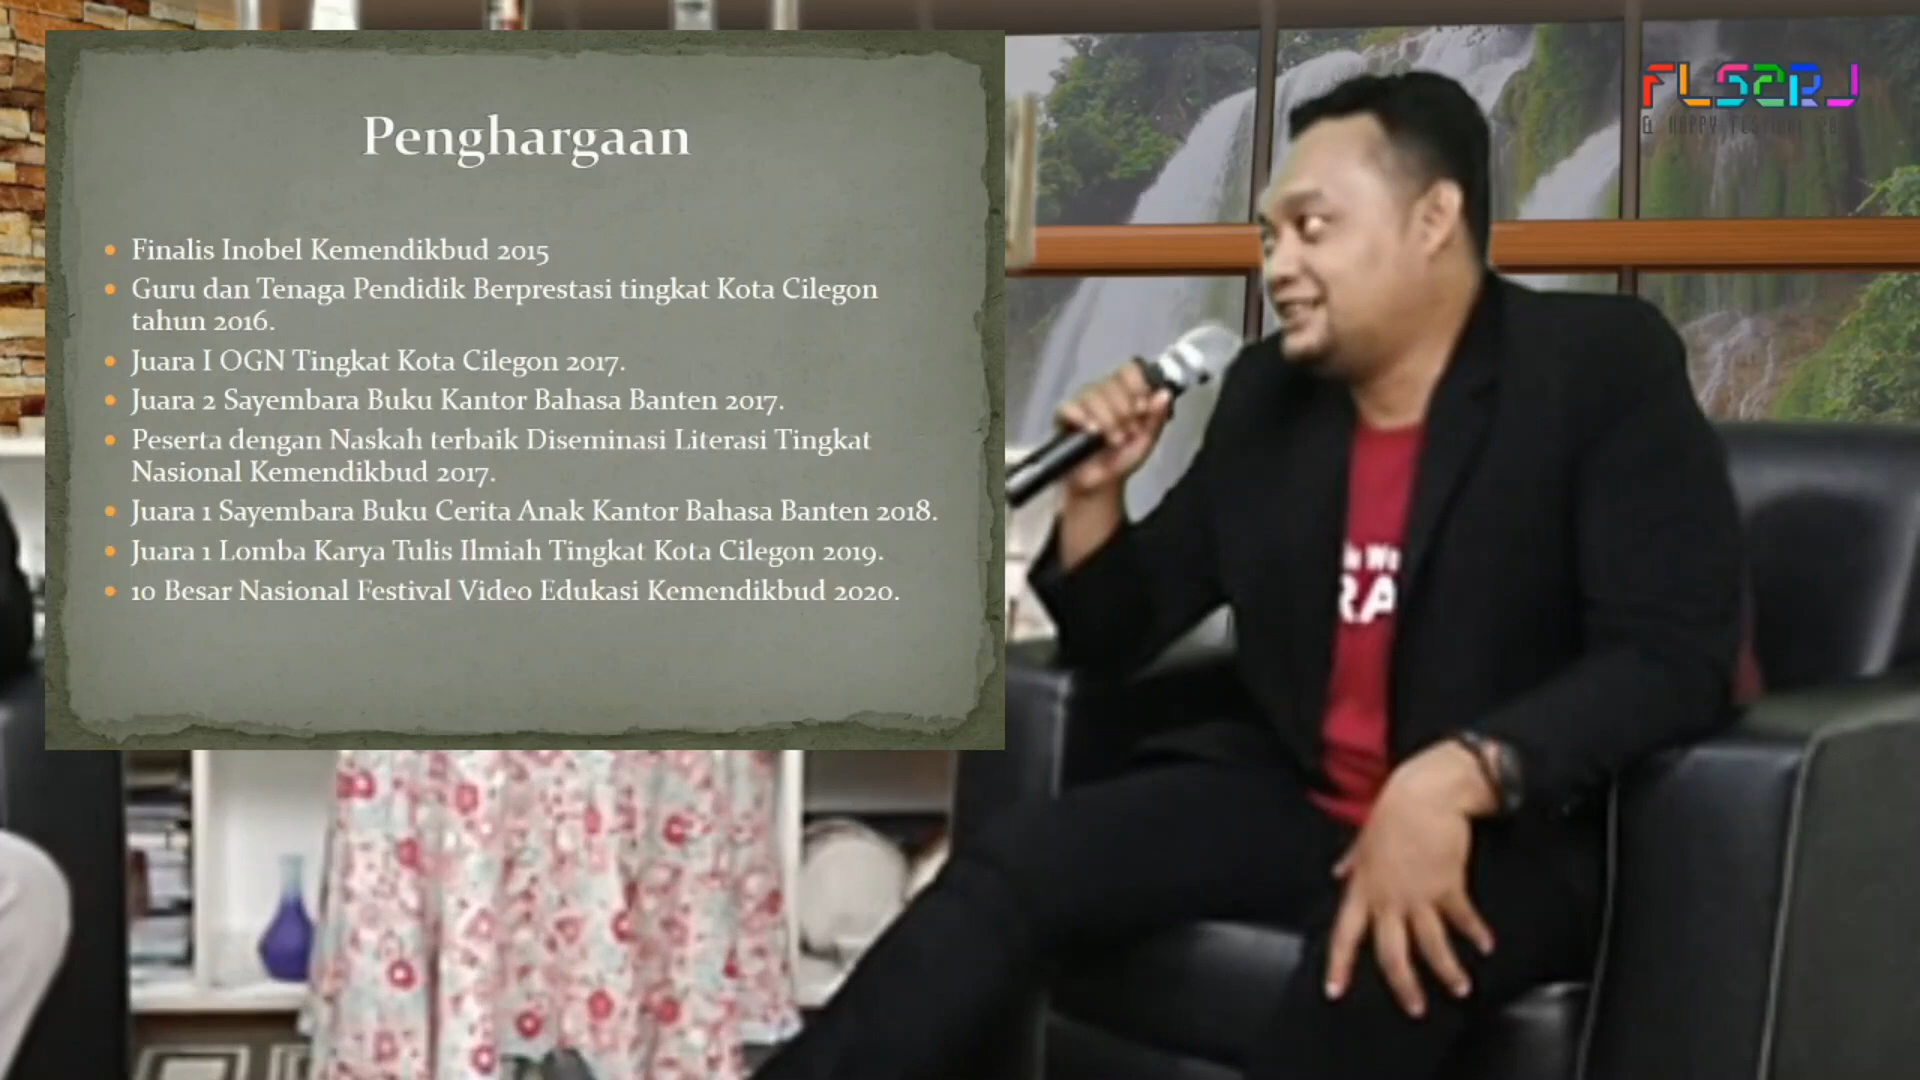 Penghargaan
Finalis Inobel Kemendikbud 2015
Guru dan Tenaga Pendidik Berprestasi tingkat Kota Cilegon
tahun 2016.
Juara I OGN Tingkat Kota Cilegon 2017.
Juara 2 Sayembara Buku Kantor Bahasa Banten 2017.
Peserta dengan Naskah terbaik Diseminasi Literasi Tingkat
Nasional Kemendikbud 2017.
Juara 1 Sayembara Buku Cerita Anak Kantor Bahasa Banten 2018.
Juara 1 Lomba Karya Tulis Ilmiah Tingkat Kota Cilegon 2019.
10 Besar Nasional Festival Video Edukasi Kemendikbud 2020.
FLS2RJ
& HAPPY FESTIVAL
RA